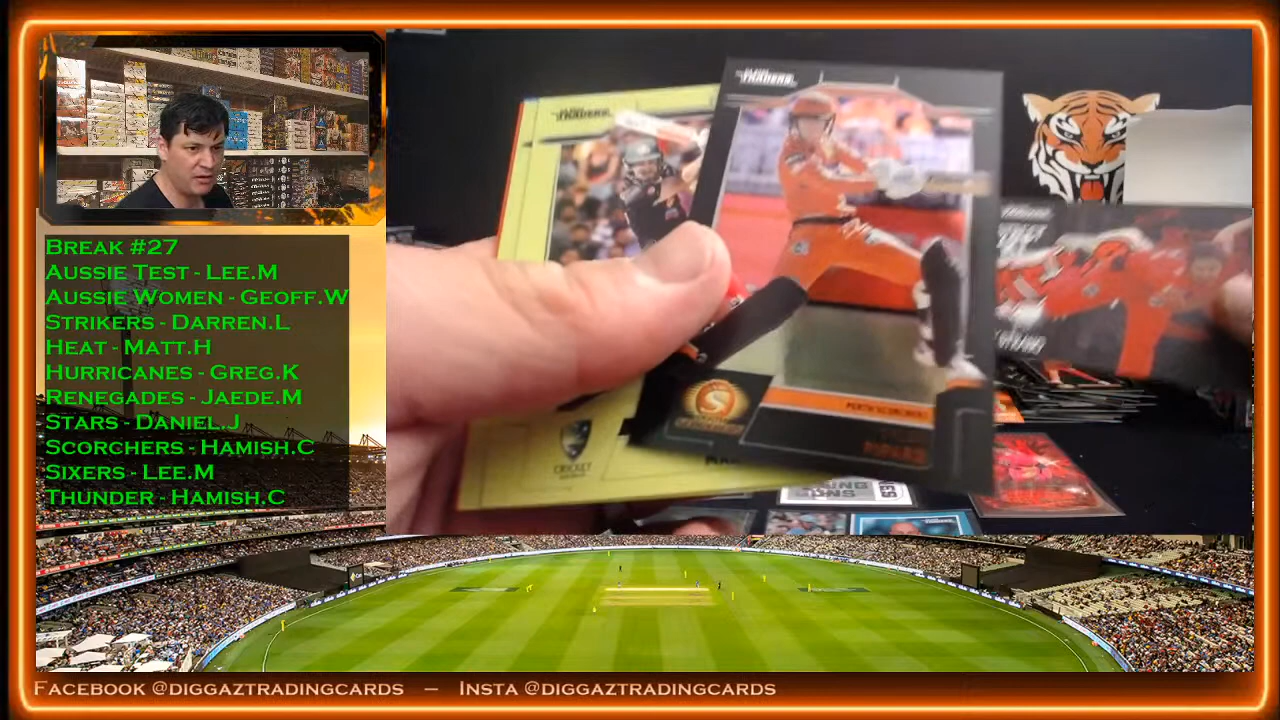 BREAK #27
AUSSIE TEST - LEE.M
AUSSIE WOMEN - GEOFF.W
STRIKERS - DARREN.L
HEAT - MATT.H
HURRICANES - GREG.K
RENEGADES - JAEDE.M
STARS - DANIEL.J
SCORCHERS - HAMISH.C
SIXERS - LEE.M
THUNDER - HAMISH.C
TRADERS
TRADERS
CRICKET
FACEBOOK @DIGGAZTRADINGCARDS — INSTA @DIGGAZTRADINGCARDS